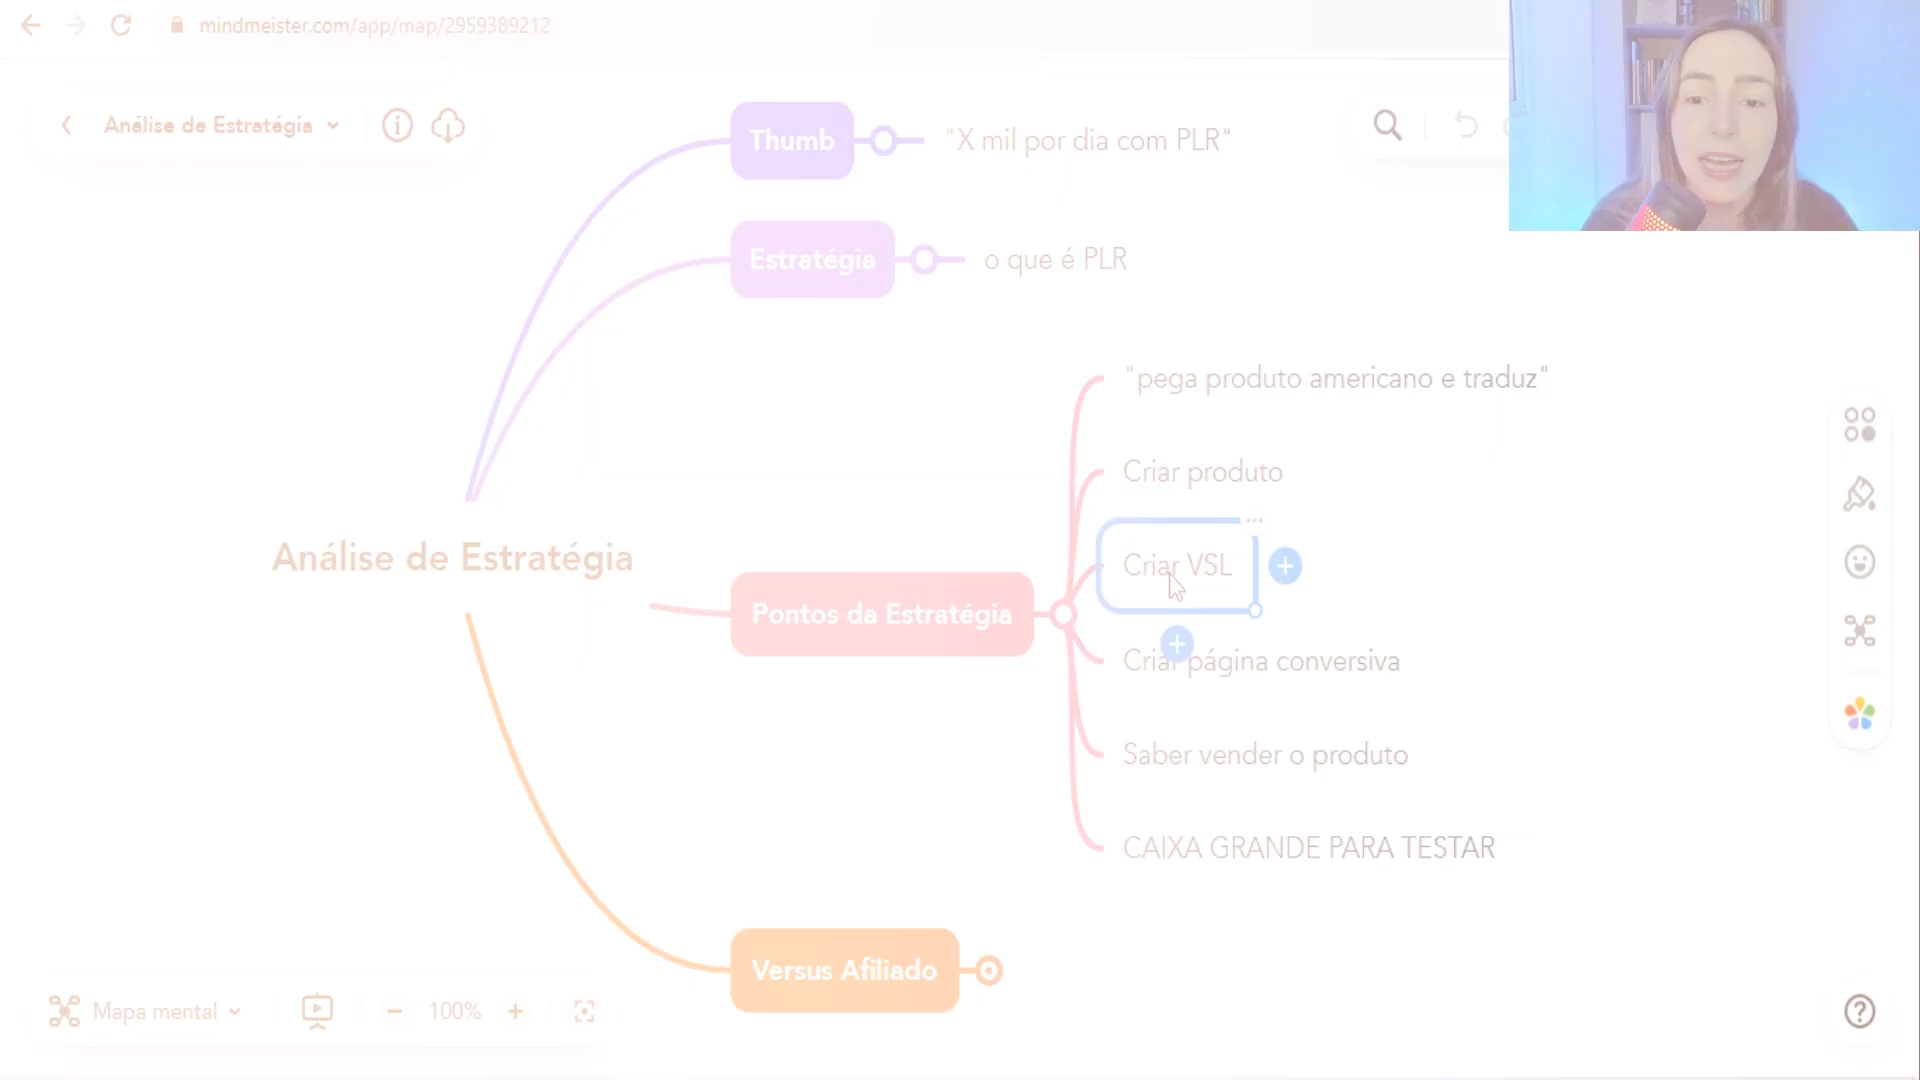 mindmeister.com/app/map/2959389212
Análise de Estratégia
Thumb
"X mil por dia com PLR"
Estratégia
o que é PLR
"pega produto americano e traduz"
Criar produto
Criar VSL
Análise de Estratégia
Pontos da Estratégia
Criar página conversiva
Saber vender o produto
CAIXA GRANDE PARA TESTAR
Versus Afiliado
Mapa mental
100%